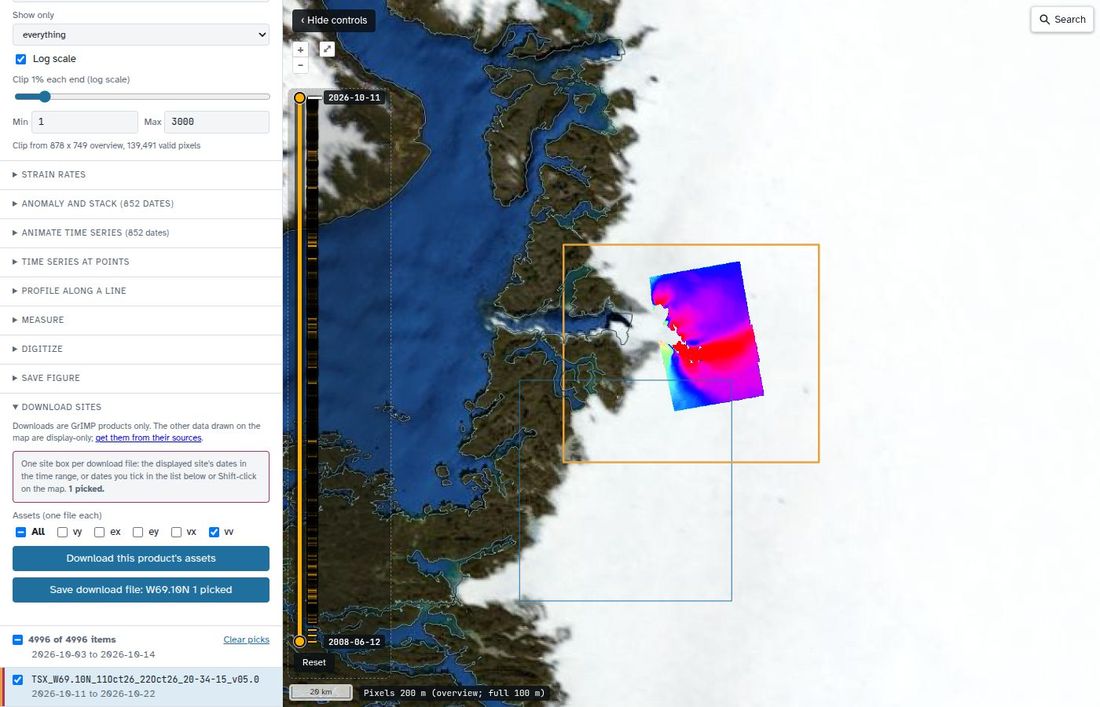 Show only
everything
Log scale
Clip 1% each end (log scale)
Min 1 Max 3000
Clip from 878 x 749 overview, 139,491 valid pixels
▸ STRAIN RATES
▸ ANOMALY AND STACK (852 DATES)
▸ ANIMATE TIME SERIES (852 dates)
▸ TIME SERIES AT POINTS
▸ PROFILE ALONG A LINE
▸ MEASURE
▸ DIGITIZE
▸ SAVE FIGURE
▾ DOWNLOAD SITES
Downloads are GrIMP products only. The other data drawn on the
map are display-only; get them from their sources.
One site box per download file: the displayed site's dates in
the time range, or dates you tick in the list below or Shift-click
on the map. 1 picked.
Assets (one file each)
All vy ex ey vx vv
Download this product's assets
Save download file: W69.10N 1 picked
4996 of 4996 items Clear picks
2026-10-03 to 2026-10-14
TSX_W69.10N_11Oct26_22Oct26_20-34-15_v05.0
2026-10-11 to 2026-10-22
‹ Hide controls
+
−
2026-10-11
2008-06-12
Reset
20 km
Pixels 200 m (overview; full 100 m)
Search